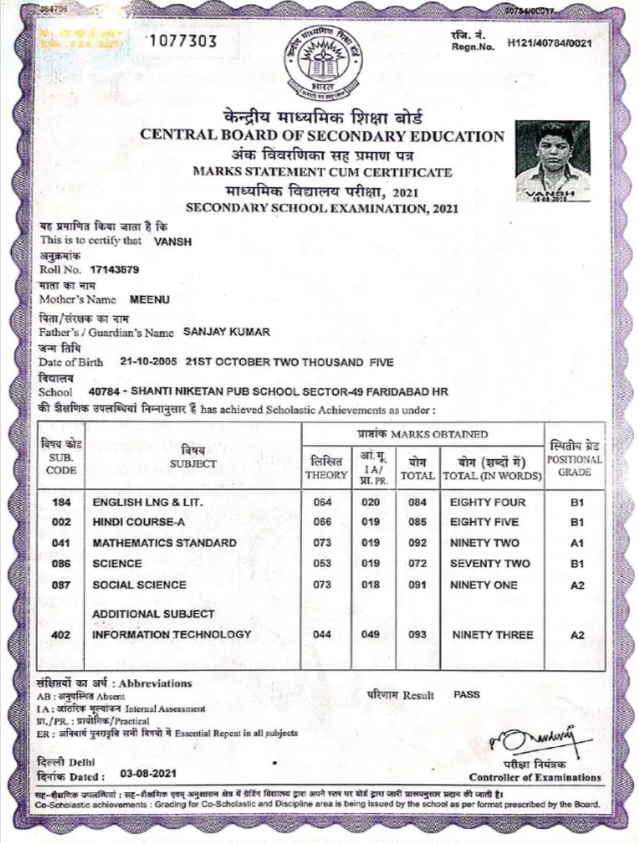 J84706
40784/00017
1077303
रजि. नं.
Regn.No. H121/40784/0021
भारत
केन्द्रीय माध्यमिक शिक्षा बोर्ड
CENTRAL BOARD OF SECONDARY EDUCATION
अंक विवरणिका सह प्रमाण पत्र
MARKS STATEMENT CUM CERTIFICATE
माध्यमिक विद्यालय परीक्षा, 2021
SECONDARY SCHOOL EXAMINATION, 2021
VANSH
यह प्रमाणित किया जाता है कि
This is to certify that VANSH
अनुक्रमांक
Roll No. 17143879
माता का नाम
Mother's Name MEENU
पिता/संरक्षक का नाम
Father's / Guardian's Name SANJAY KUMAR
जन्म तिथि
Date of Birth 21-10-2005 21ST OCTOBER TWO THOUSAND FIVE
विद्यालय
School 40784 - SHANTI NIKETAN PUB SCHOOL SECTOR-49 FARIDABAD HR
की शैक्षणिक उपलब्धियां निम्नानुसार हैं has achieved Scholastic Achievements as under :
विषय कोड SUB. CODE
विषय SUBJECT
प्राप्तांक MARKS OBTAINED
लिखित THEORY
आं.मू. I A/ प्रा. PR.
योग TOTAL
योग (शब्दों में) TOTAL (IN WORDS)
स्थितीय ग्रेड POSITIONAL GRADE
184 ENGLISH LNG & LIT. 064 020 084 EIGHTY FOUR B1
002 HINDI COURSE-A 066 019 085 EIGHTY FIVE B1
041 MATHEMATICS STANDARD 073 019 092 NINETY TWO A1
086 SCIENCE 053 019 072 SEVENTY TWO B1
087 SOCIAL SCIENCE 073 018 091 NINETY ONE A2
ADDITIONAL SUBJECT
402 INFORMATION TECHNOLOGY 044 049 093 NINETY THREE A2
संक्षिप्तियों का अर्थ : Abbreviations
AB : अनुपस्थित Absent
परिणाम Result PASS
I A : आंतरिक मूल्यांकन Internal Assessment
प्रा./PR. : प्रायोगिक/Practical
ER : अनिवार्य पुनरावृति सभी विषयो में Essential Repeat in all subjects
दिल्ली Delhi
दिनांक Dated : 03-08-2021
परीक्षा नियंत्रक
Controller of Examinations
सह-शैक्षणिक उपलब्धियां : सह-शैक्षणिक एवम् अनुशासन क्षेत्र में ग्रेडिंग विद्यालय द्वारा अपने स्तर पर बोर्ड द्वारा जारी प्रारूपनुसार प्रदान की जाती है।
Co-Scholastic achievements : Grading for Co-Scholastic and Discipline area is being issued by the school as per format prescribed by the Board.